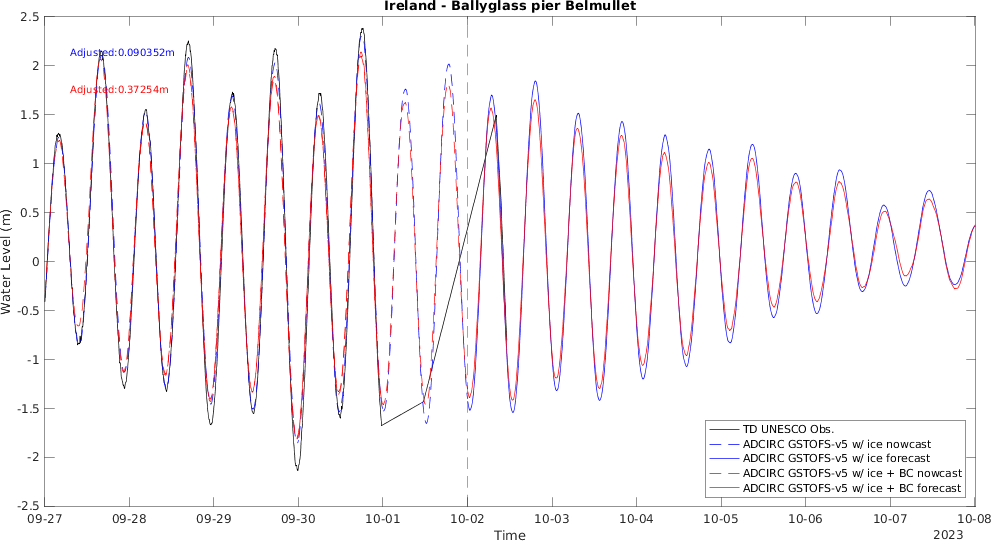 Ireland - Ballyglass pier Belmullet
2.5
2
1.5
1
0.5
0
-0.5
-1
-1.5
-2
-2.5
Water Level (m)
Adjusted:0.090352m
Adjusted:0.37254m
TD UNESCO Obs.
ADCIRC GSTOFS-v5 w/ ice nowcast
ADCIRC GSTOFS-v5 w/ ice forecast
ADCIRC GSTOFS-v5 w/ ice + BC nowcast
ADCIRC GSTOFS-v5 w/ ice + BC forecast
09-27 09-28 09-29 09-30 10-01 10-02 10-03 10-04 10-05 10-06 10-07 10-08
Time
2023